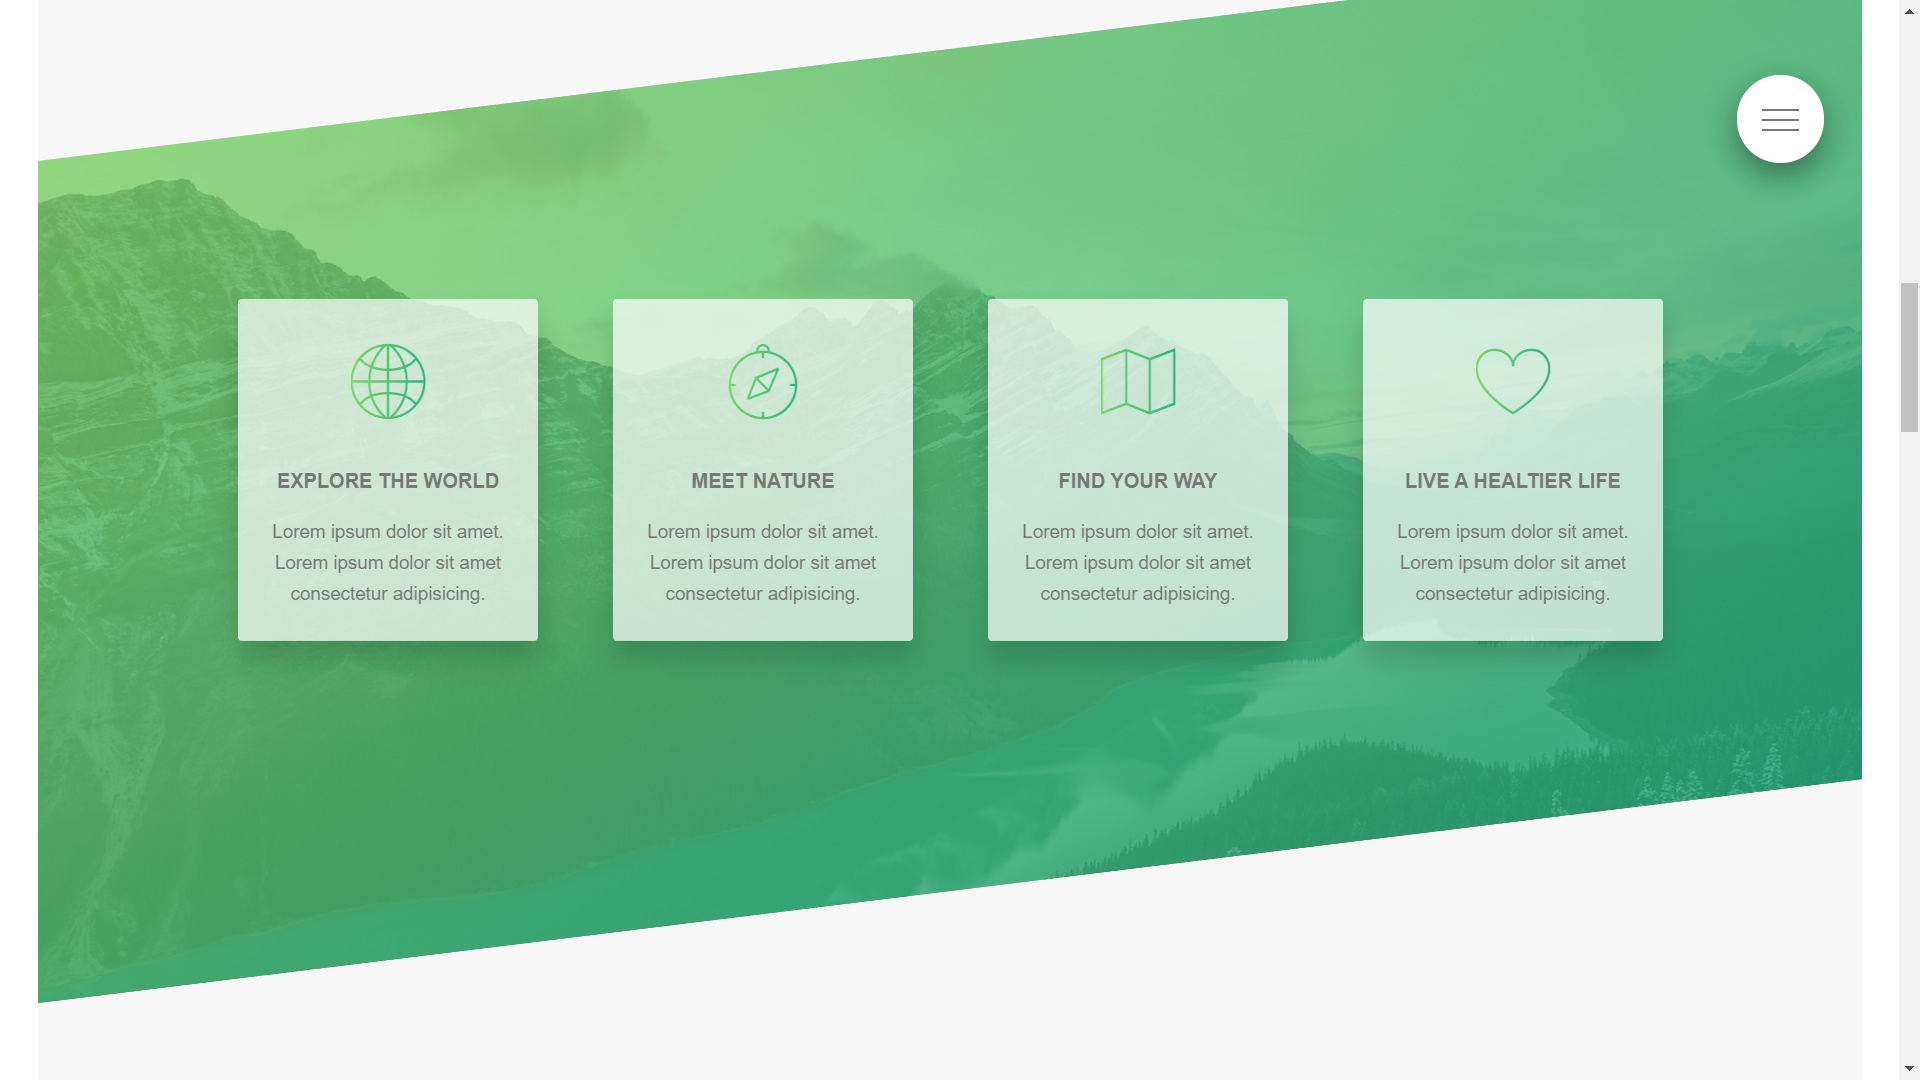 EXPLORE THE WORLD
Lorem ipsum dolor sit amet.
Lorem ipsum dolor sit amet
consectetur adipisicing.
MEET NATURE
Lorem ipsum dolor sit amet.
Lorem ipsum dolor sit amet
consectetur adipisicing.
FIND YOUR WAY
Lorem ipsum dolor sit amet.
Lorem ipsum dolor sit amet
consectetur adipisicing.
LIVE A HEALTIER LIFE
Lorem ipsum dolor sit amet.
Lorem ipsum dolor sit amet
consectetur adipisicing.